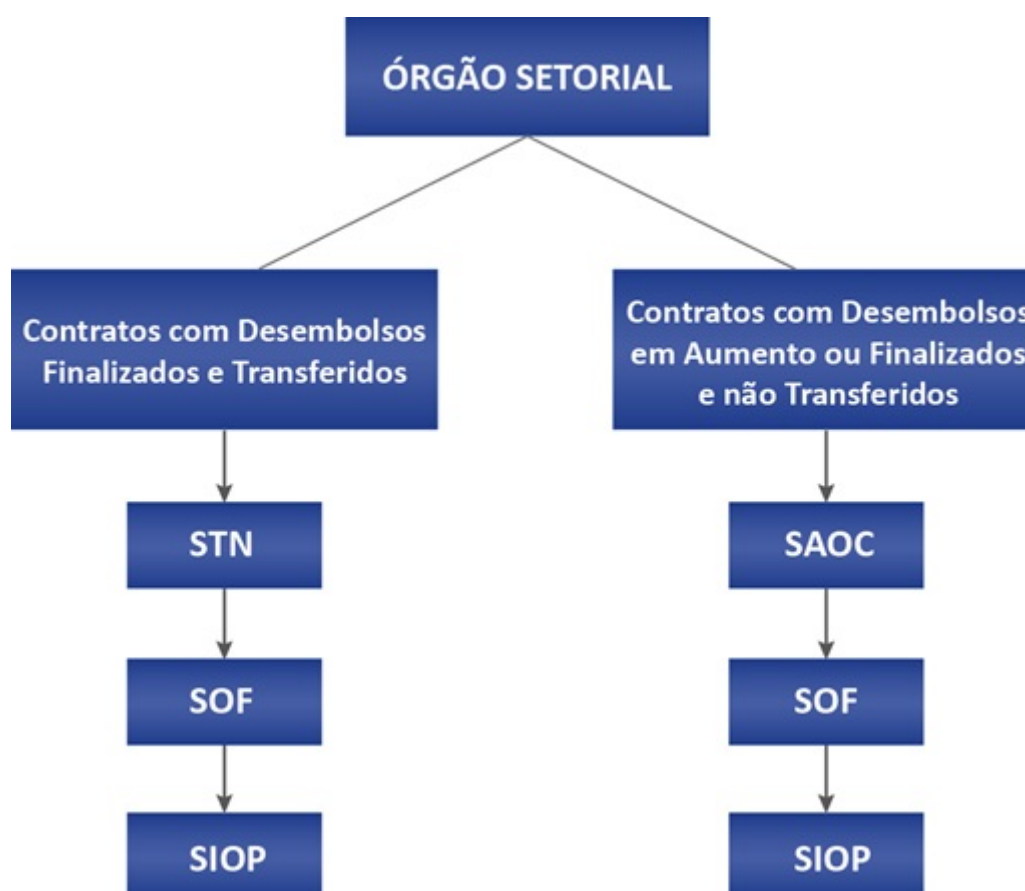 ÓRGÃO SETORIAL
Contratos com Desembolsos
Finalizados e Transferidos
Contratos com Desembolsos
em Aumento ou Finalizados
e não Transferidos
STN
SAOC
SOF
SOF
SIOP
SIOP